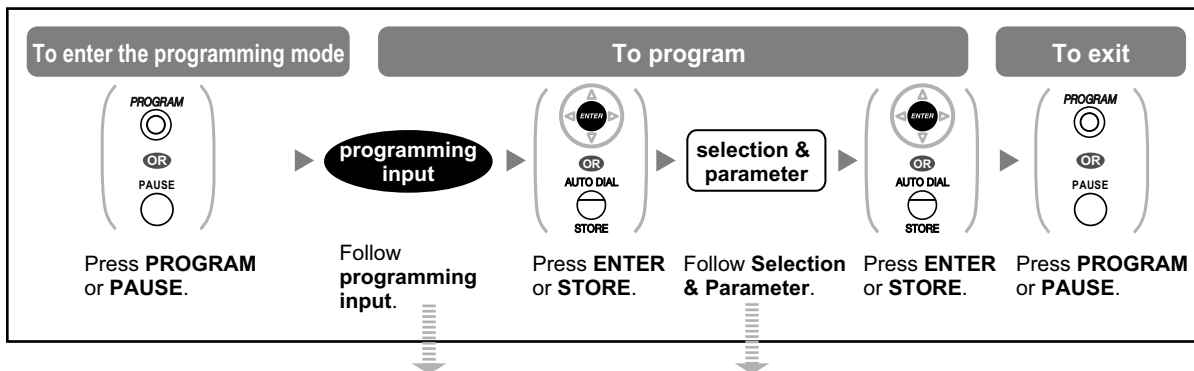 To enter the programming mode
To program
To exit
PROGRAM
OR
PAUSE
programming
input
ENTER
OR
AUTO DIAL
STORE
selection &
parameter
ENTER
OR
AUTO DIAL
STORE
PROGRAM
OR
PAUSE
Press PROGRAM
or PAUSE.
Follow
programming
input.
Press ENTER
or STORE.
Follow Selection
& Parameter.
Press ENTER
or STORE.
Press PROGRAM
or PAUSE.